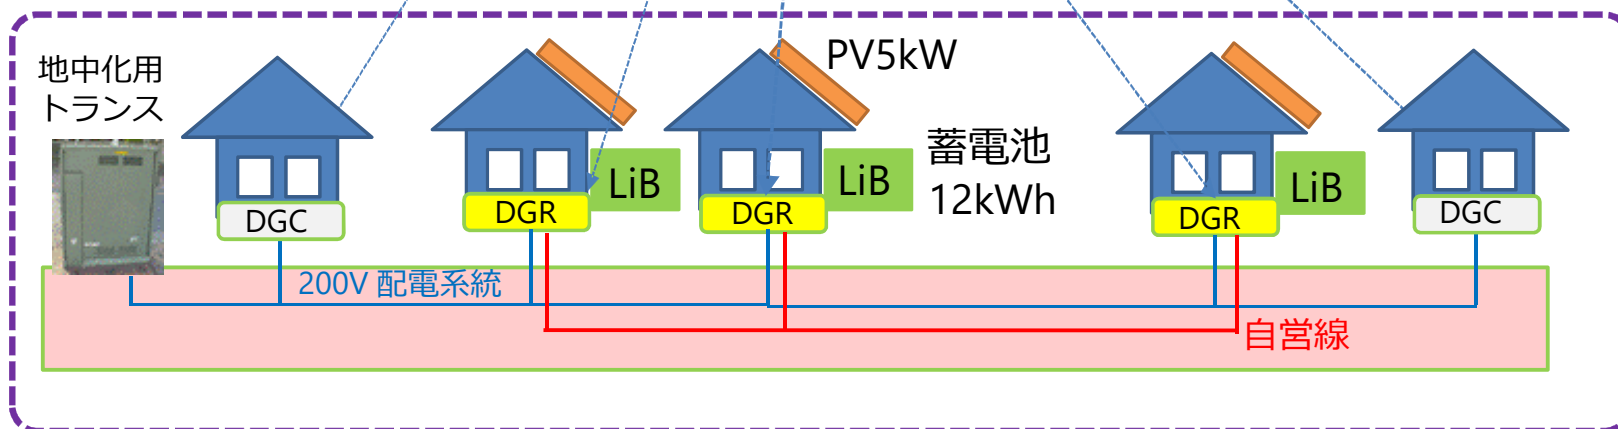 地中化用
トランス
PV5kW
蓄電池
12kWh
LiB
LiB
LiB
DGC
DGR
DGR
DGR
DGC
200V 配電系統
自営線